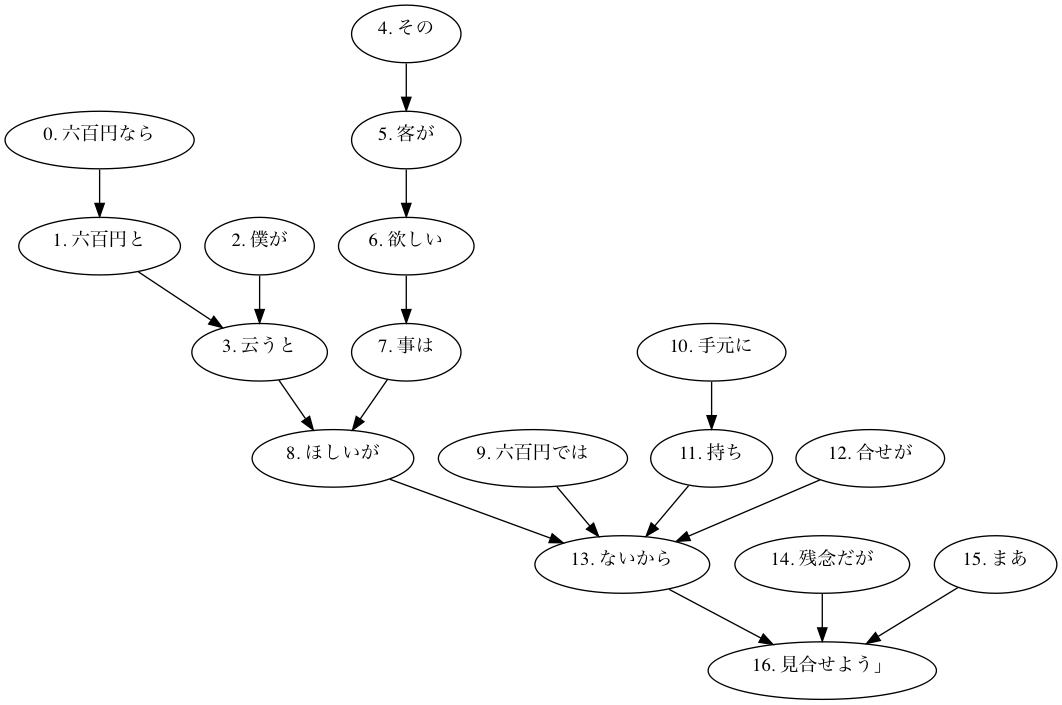 4. その
0. 六百円なら
5. 客が
1. 六百円と
2. 僕が
6. 欲しい
3. 云うと
7. 事は
10. 手元に
8. ほしいが
9. 六百円では
11. 持ち
12. 合せが
13. ないから
14. 残念だが
15. まあ
16. 見合せよう」